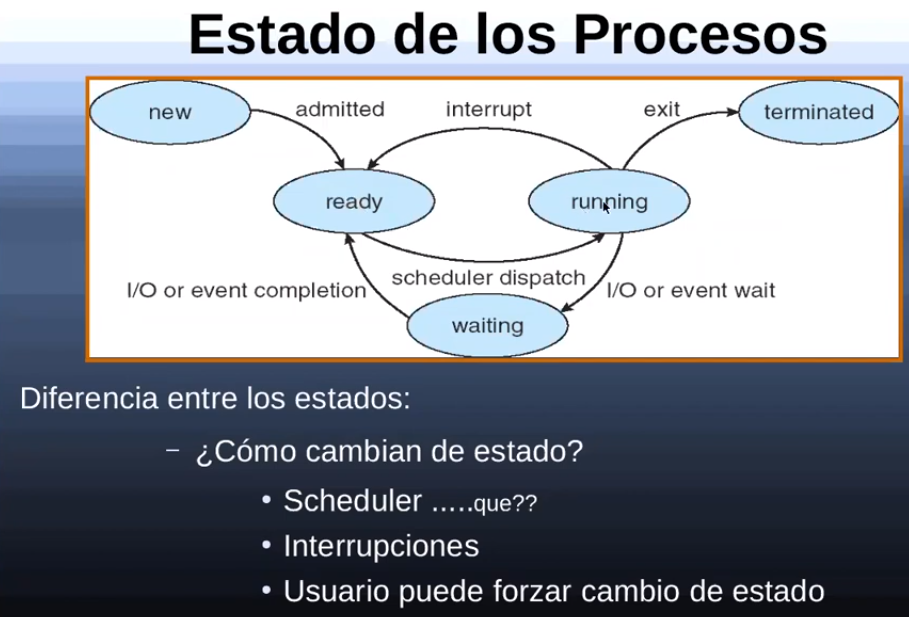 Estado de los Procesos
new
admitted
interrupt
exit
terminated
ready
running
scheduler dispatch
I/O or event completion
I/O or event wait
waiting
Diferencia entre los estados:
– ¿Cómo cambian de estado?
• Scheduler .....que??
• Interrupciones
• Usuario puede forzar cambio de estado